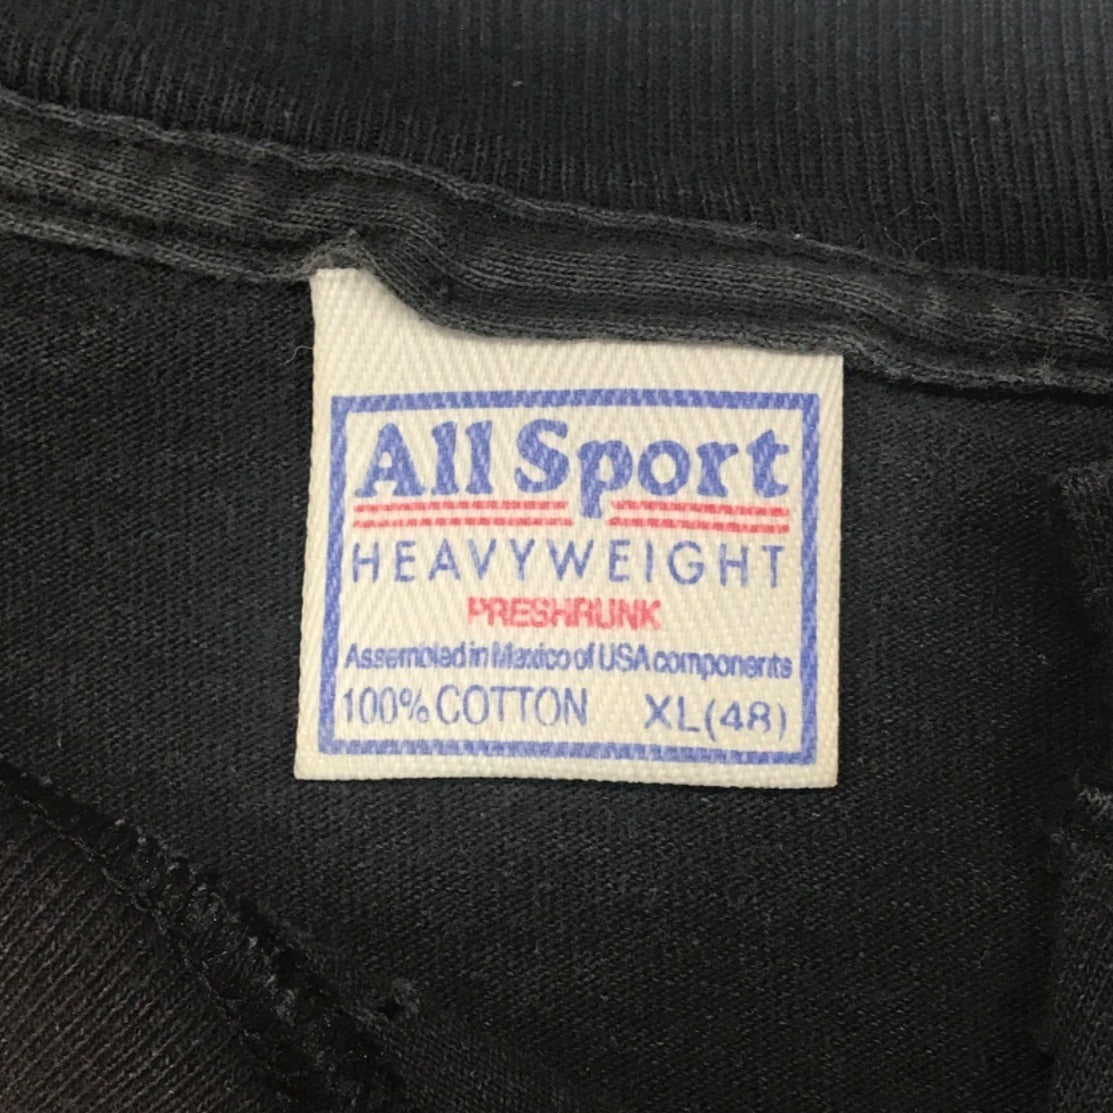 All Sport
HEAVYWEIGHT
PRESHRUNK
Assembled in Mexico of USA components
100% COTTON XL (48)